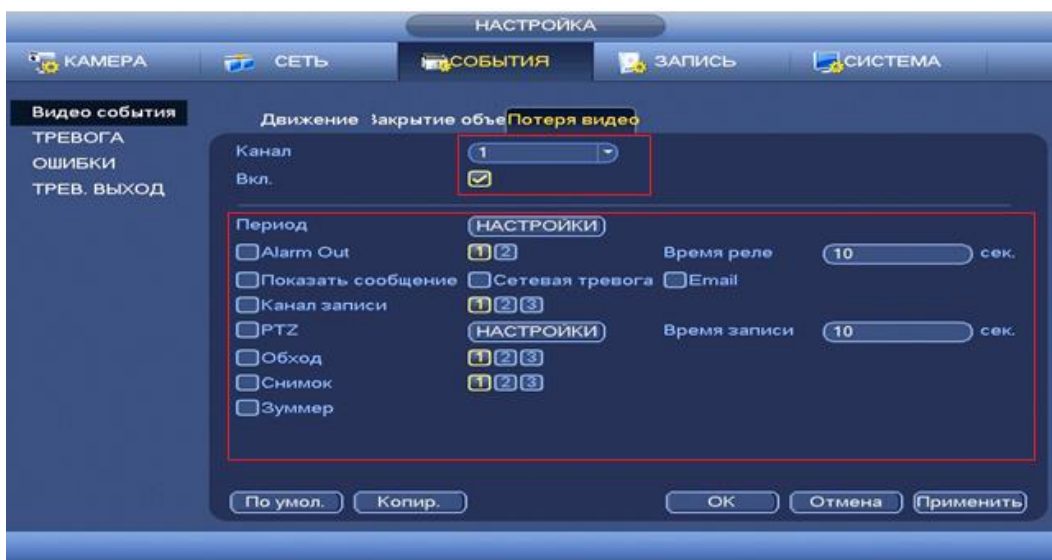 НАСТРОЙКА
КАМЕРА СЕТЬ СОБЫТИЯ ЗАПИСЬ СИСТЕМА
Видео события
ТРЕВОГА
ОШИБКИ
ТРЕВ. ВЫХОД
Движение Закрытие объе Потеря видео
Канал 1
Вкл.
Период НАСТРОЙКИ
Alarm Out 1 2 Время реле 10 сек.
Показать сообщение Сетевая тревога Email
Канал записи 1 2 3
PTZ НАСТРОЙКИ Время записи 10 сек.
Обход 1 2 3
Снимок 1 2 3
Зуммер
По умол. Копир. OK Отмена Применить